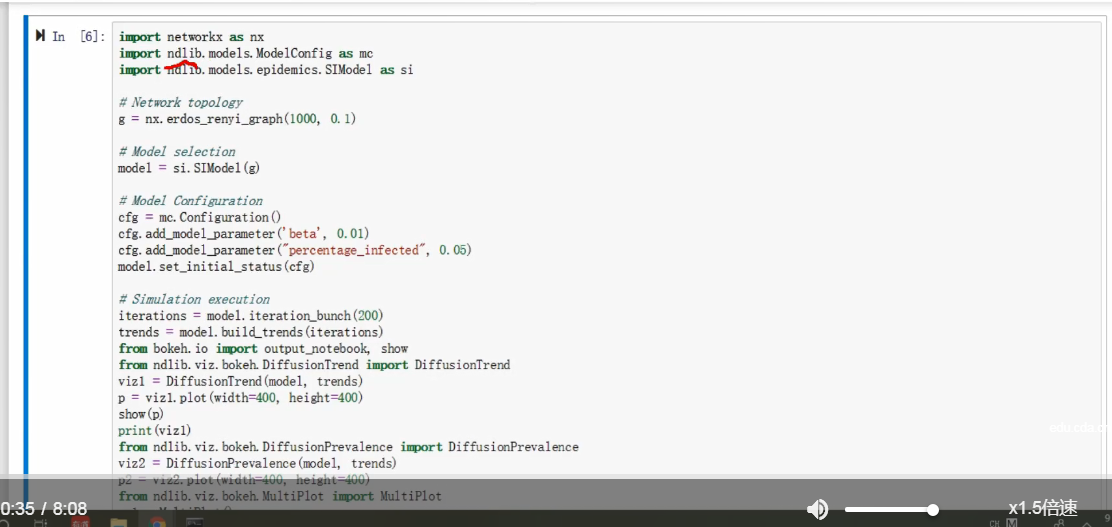 In [6]:
import networkx as nx
import ndlib.models.ModelConfig as mc
import ndlib.models.epidemics.SIModel as si
# Network topology
g = nx.erdos_renyi_graph(1000, 0.1)
# Model selection
model = si.SIModel(g)
# Model Configuration
cfg = mc.Configuration()
cfg.add_model_parameter('beta', 0.01)
cfg.add_model_parameter("percentage_infected", 0.05)
model.set_initial_status(cfg)
# Simulation execution
iterations = model.iteration_bunch(200)
trends = model.build_trends(iterations)
from bokeh.io import output_notebook, show
from ndlib.viz.bokeh.DiffusionTrend import DiffusionTrend
viz1 = DiffusionTrend(model, trends)
p = viz1.plot(width=400, height=400)
show(p)
print(viz1)
from ndlib.viz.bokeh.DiffusionPrevalence import DiffusionPrevalence
edu.cda.cn
viz2 = DiffusionPrevalence(model, trends)
p2 = viz2.plot(width=400, height=400)
from ndlib.viz.bokeh.MultiPlot import MultiPlot
0:35 / 8:08
x1.5倍速